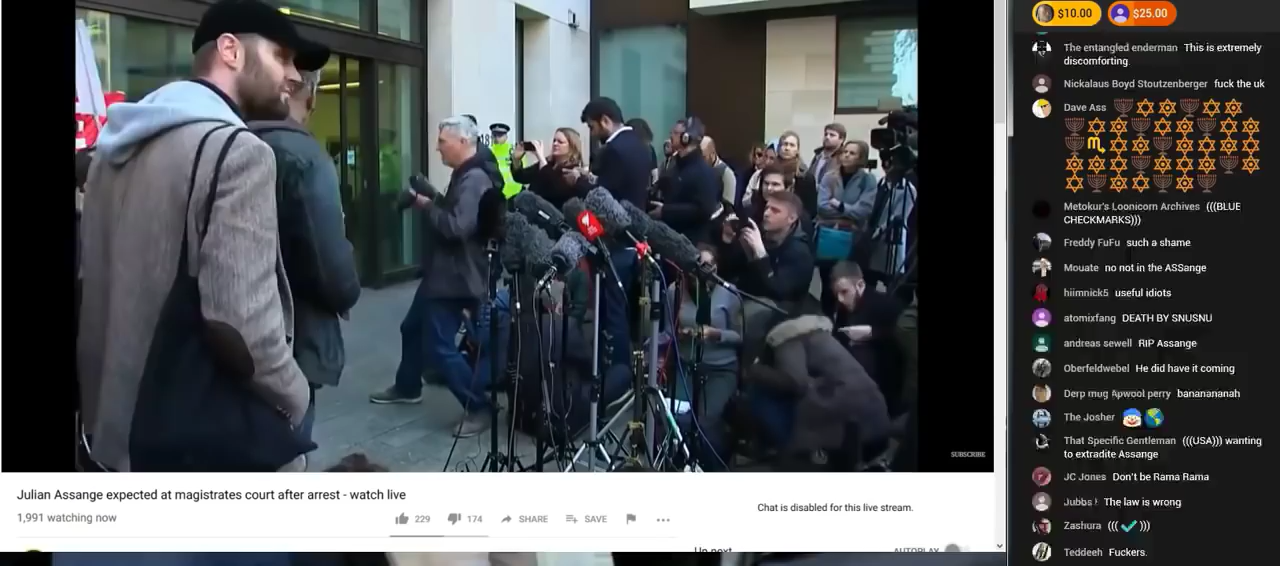 $10.00 $25.00
The entangled enderman This is extremely
discomforting.
Nickalaus Boyd Stoutzenberger fuck the uk
Dave Ass
Metokur's Loonicorn Archives (((BLUE
CHECKMARKS)))
Freddy FuFu such a shame
Mouate no not in the ASSange
hiimnick5 useful idiots
atomixfang DEATH BY SNUSNU
andreas sewell RIP Assange
Oberfeldwebel He did have it coming
Derp mug Apwool perry bananananah
The Josher
That Specific Gentleman (((USA))) wanting
to extradite Assange
JC Jones Don't be Rama Rama
Jubbs ! The law is wrong
Zashura ((( ✔ )))
Teddeeh Fuckers.
SUBSCRIBE
Julian Assange expected at magistrates court after arrest - watch live
1,991 watching now
229 174 SHARE SAVE
Chat is disabled for this live stream.
Up next AUTOPLAY